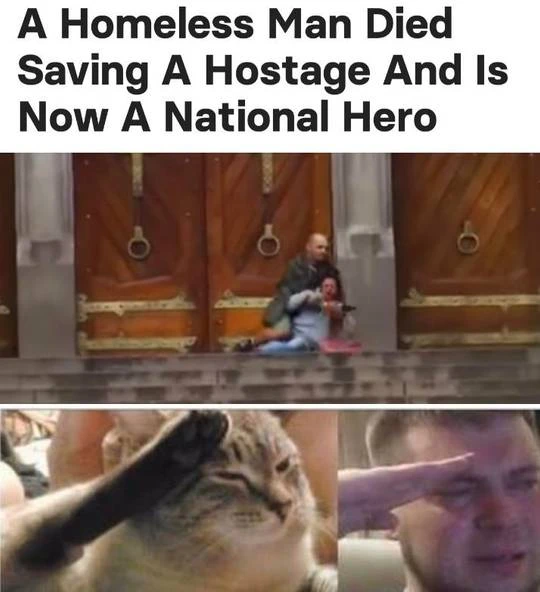 A Homeless Man Died
Saving A Hostage And Is
Now A National Hero